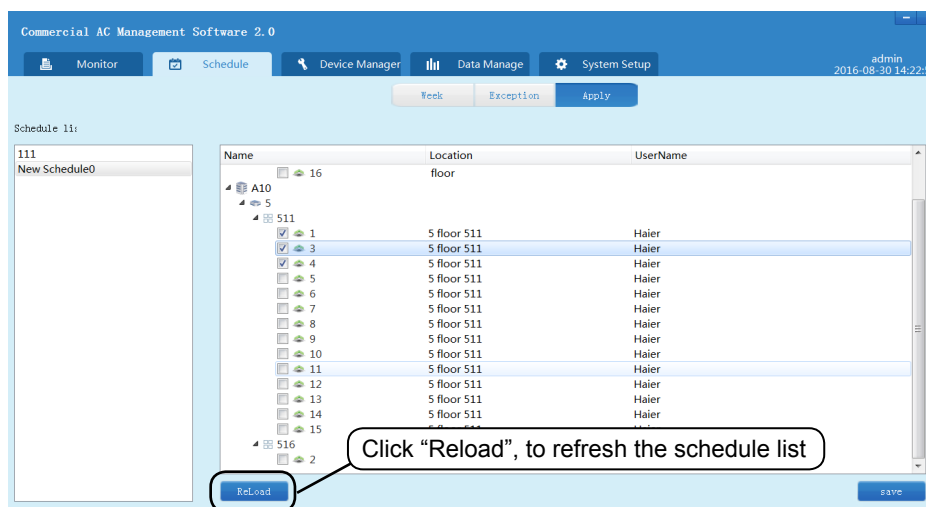 Commercial AC Management Software 2.0
Monitor Schedule Device Manager Data Manage System Setup
admin
2016-08-30 14:22:
Week Exception Apply
Schedule li:
111
New Schedule0
Name Location UserName
16 floor
A10
5
511
1 5 floor 511 Haier
3 5 floor 511 Haier
4 5 floor 511 Haier
5 5 floor 511 Haier
6 5 floor 511 Haier
7 5 floor 511 Haier
8 5 floor 511 Haier
9 5 floor 511 Haier
10 5 floor 511 Haier
11 5 floor 511 Haier
12 5 floor 511 Haier
13 5 floor 511 Haier
14 5 floor 511 Haier
15
516
2
Click “Reload”, to refresh the schedule list
ReLoad save